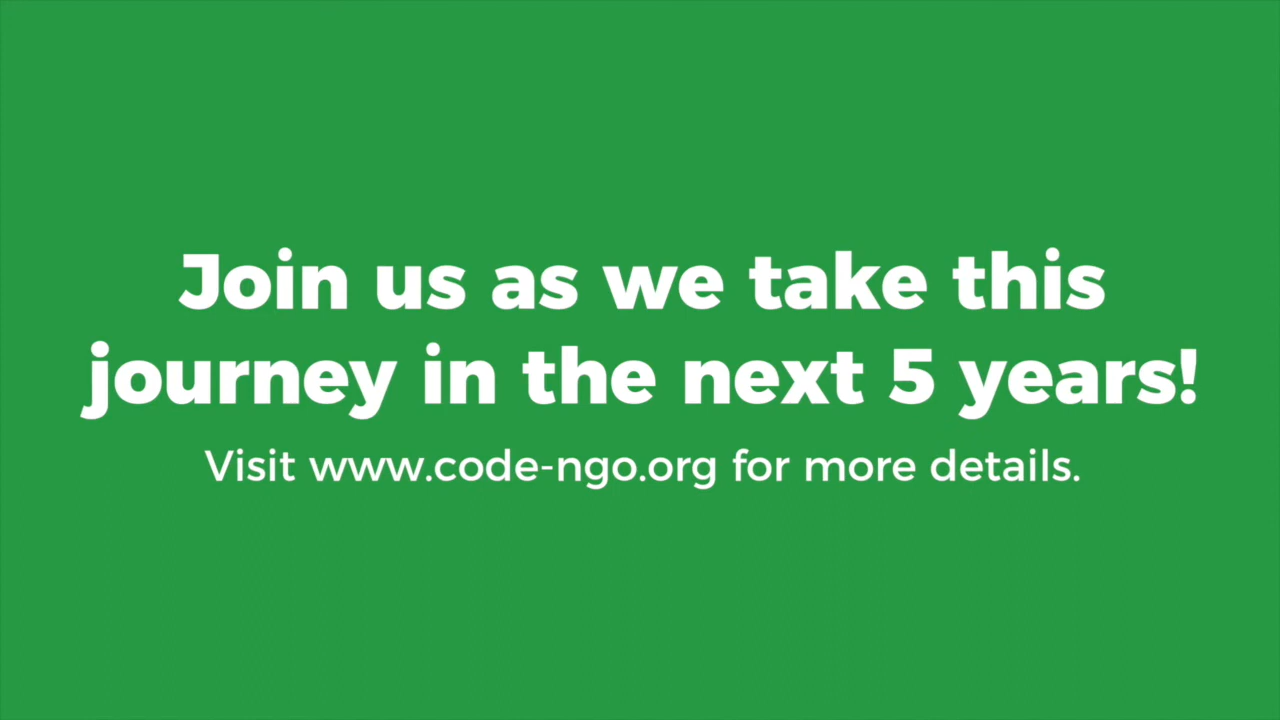 Join us as we take this
journey in the next 5 years!
Visit www.code-ngo.org for more details.